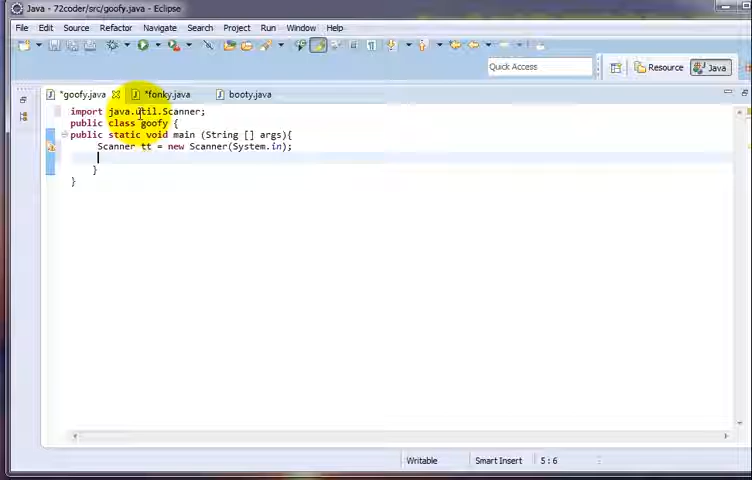 Java - 72coder/src/goofy.java - Eclipse
File Edit Source Refactor Navigate Search Project Run Window Help
Quick Access Resource Java
*goofy.java *fonky.java booty.java
import java.util.Scanner;
public class goofy {
public static void main (String [] args){
Scanner tt = new Scanner(System.in);
}
}
Writable Smart Insert 5 : 6